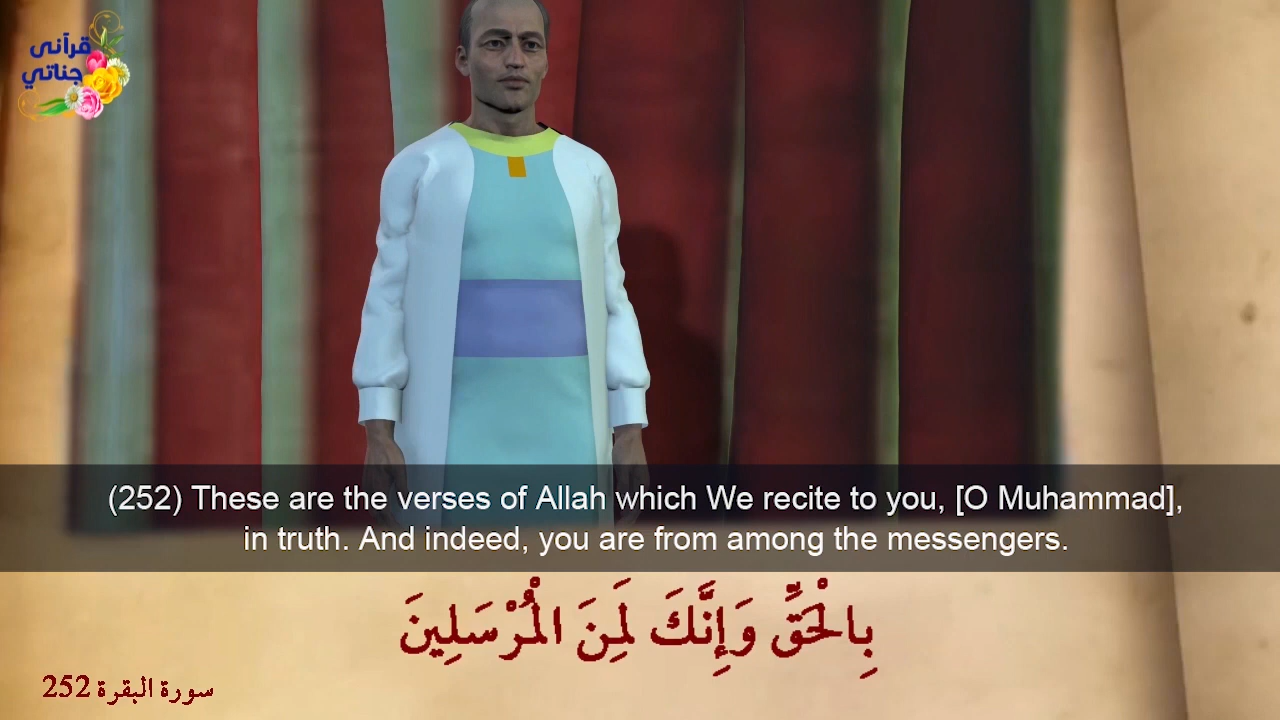 قرآنى
جناتي
(252) These are the verses of Allah which We recite to you, [O Muhammad],
in truth. And indeed, you are from among the messengers.
بِالْحَقِّ وَإِنَّكَ لَمِنَ الْمُرْسَلِينَ
سورة البقرة 252